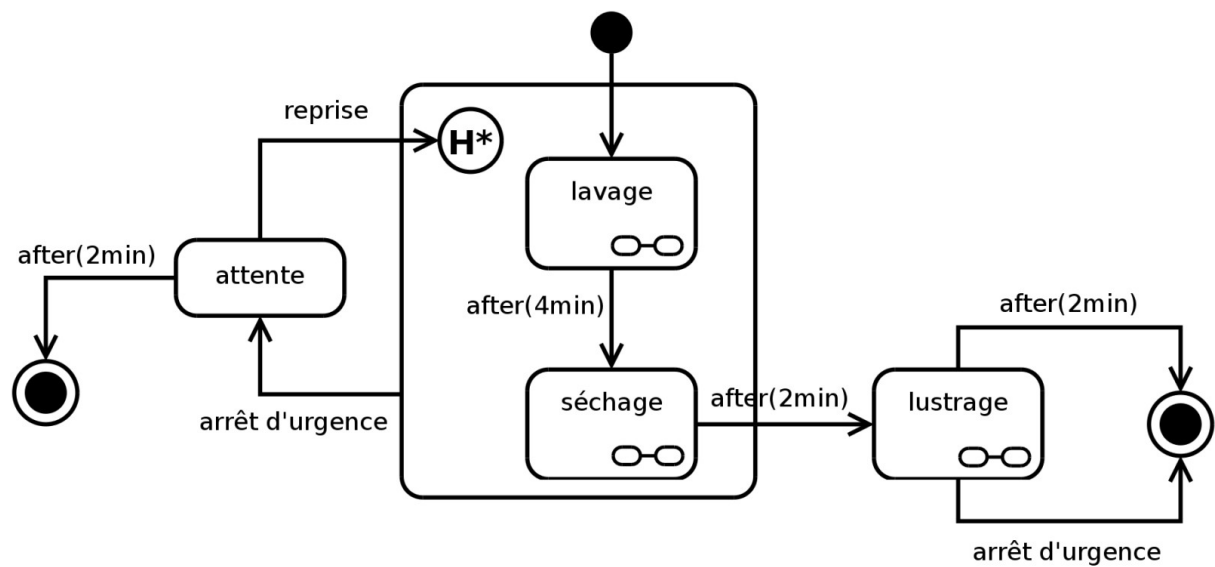 reprise
H*
lavage
after(2min)
attente
after(4min)
after(2min)
arrêt d'urgence
séchage
after(2min)
lustrage
arrêt d'urgence